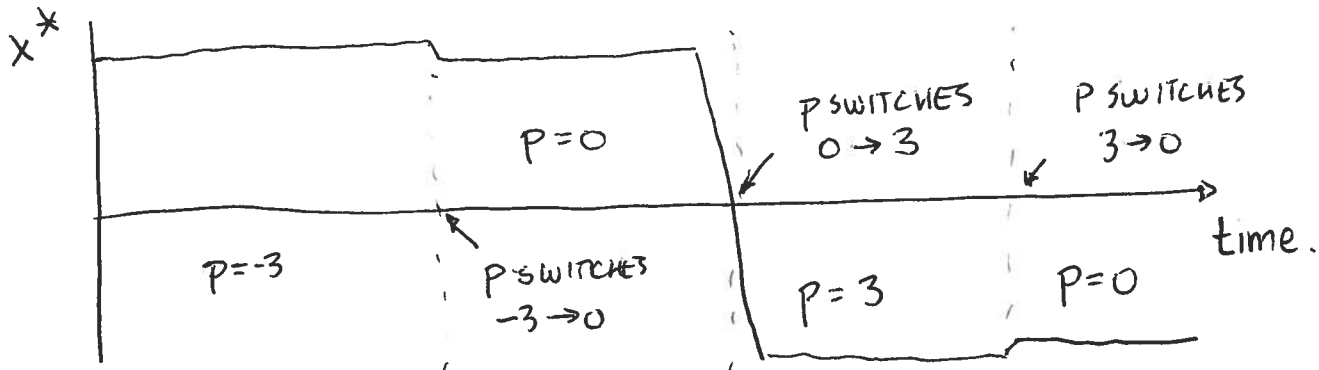 x*
P SWITCHES
0 → 3
P SWITCHES
3 → 0
P = 0
time.
P = -3
P SWITCHES
-3 → 0
P = 3
P = 0